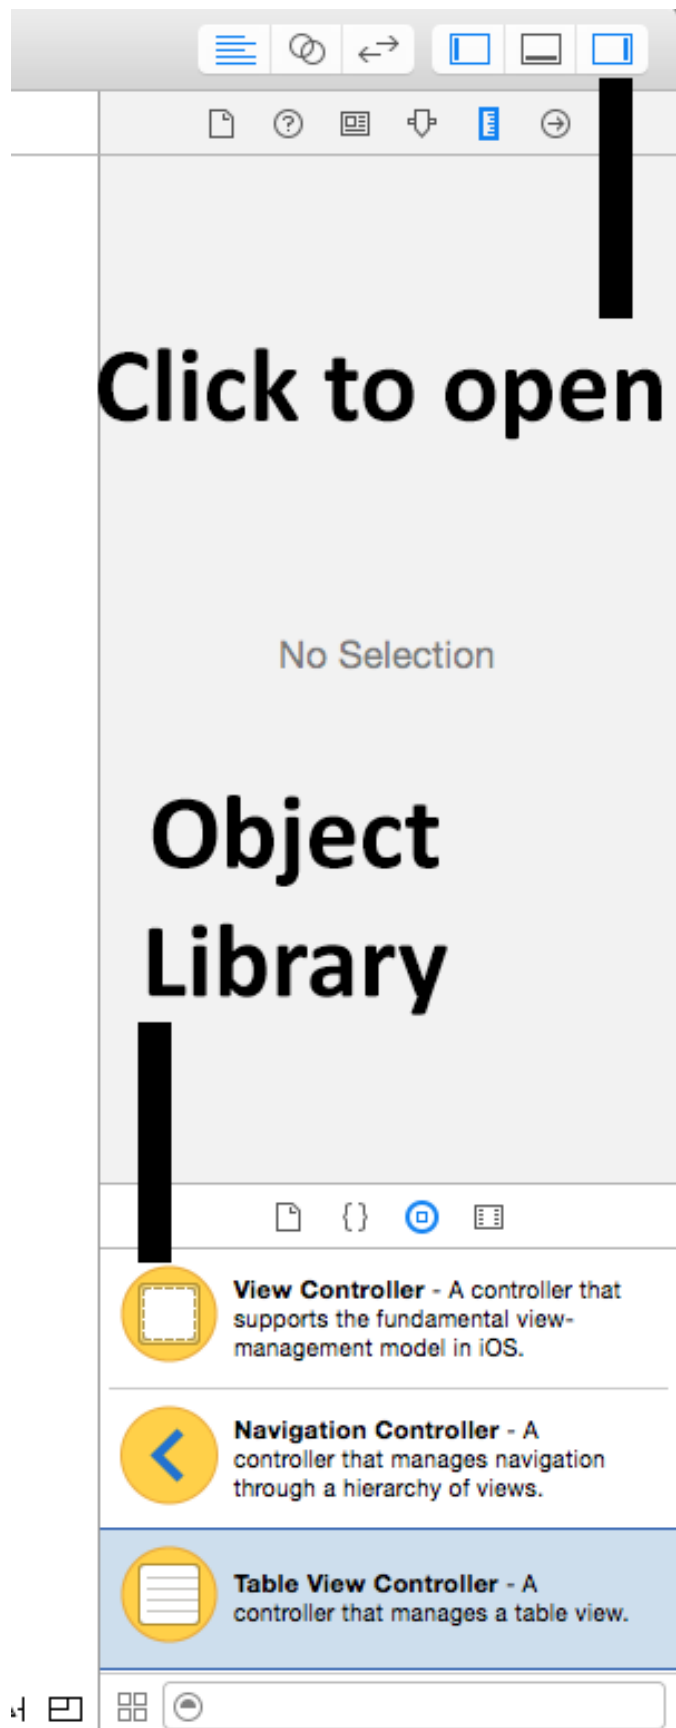 Click to open
No Selection
Object
Library
{}
View Controller - A controller that
supports the fundamental view-
management model in iOS.
Navigation Controller - A
controller that manages navigation
through a hierarchy of views.
Table View Controller - A
controller that manages a table view.